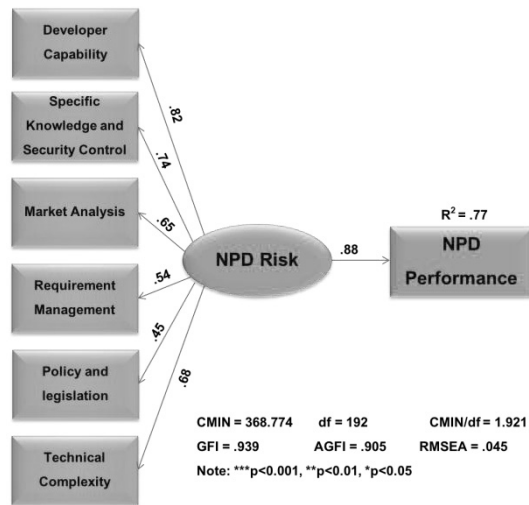 Developer
Capability
Specific
Knowledge and
Security Control
Market Analysis
Requirement
Management
Policy and
legislation
Technical
Complexity
.82
.74
.65
.54
.45
.68
NPD Risk
.88
R² = .77
NPD
Performance
CMIN = 368.774 df = 192 CMIN/df = 1.921
GFI = .939 AGFI = .905 RMSEA = .045
Note: ***p<0.001, **p<0.01, *p<0.05